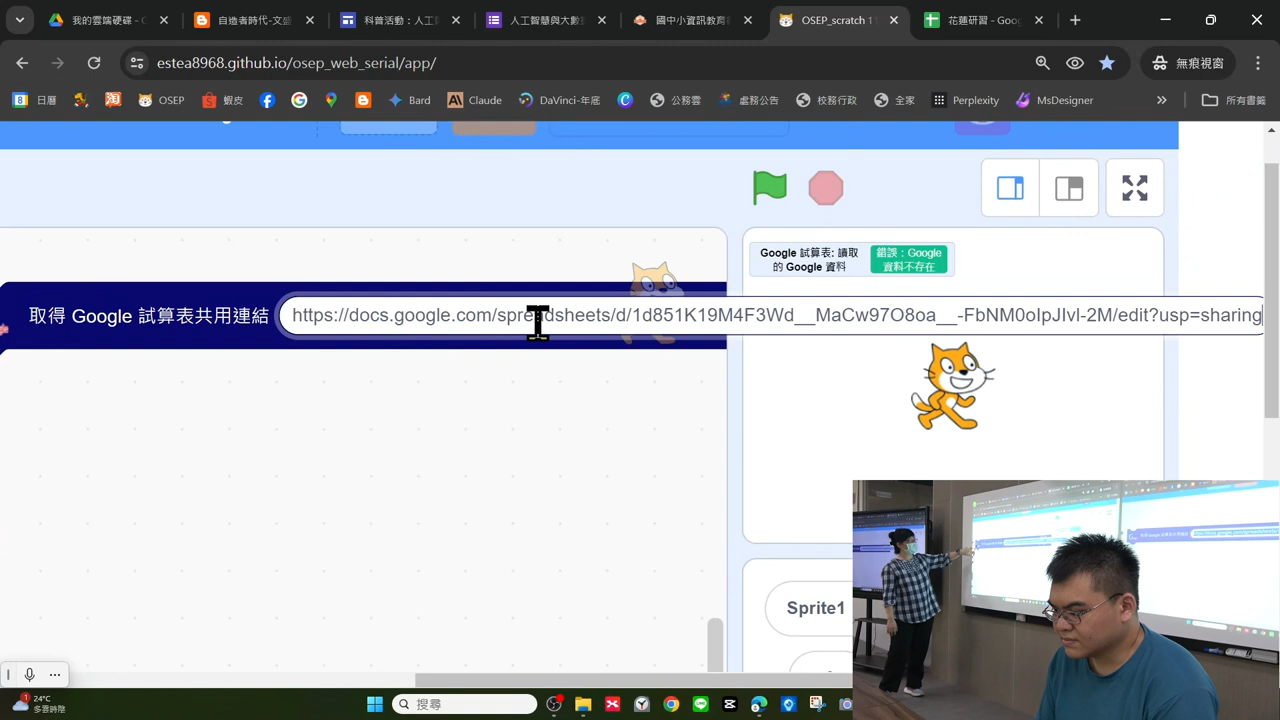 我的雲端硬碟 - G
自造者時代-文盛
科普活動：人工
人工智慧與大數
國中小資訊教育
OSEP_scratch 1
花蓮研習 - Goog
estea8968.github.io/osep_web_serial/app/
無痕視窗
日曆
淘
OSEP
蝦皮
Bard
Claude
DaVinci-年底
公務雲
處務公告
校務行政
全家
Perplexity
MsDesigner
所有書籤
Google 試算表: 讀取
的 Google 資料
錯誤：Google
資料不存在
取得 Google 試算表共用連結
https://docs.google.com/spreadsheets/d/1d851K19M4F3Wd__MaCw97O8oa__-FbNM0oIpJIvl-2M/edit?usp=sharing
Sprite1
24°C
多雲時陰
搜尋